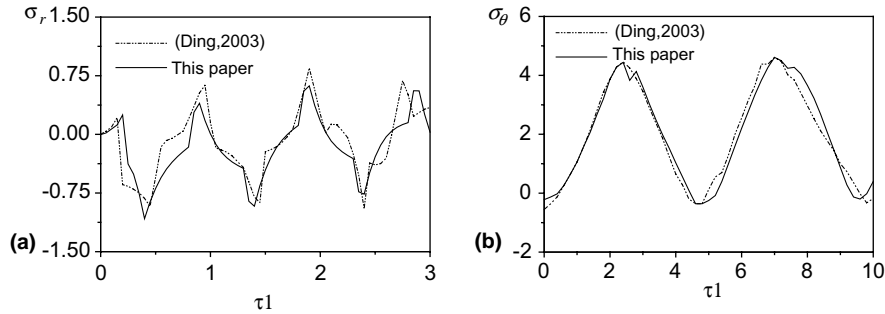 σr 1.50
(Ding,2003)
This paper
0.75
0.00
-0.75
-1.50
(a)
0 1 2 3
τ1
σθ 6
(Ding,2003)
This paper
4
2
0
-2
(b)
0 2 4 6 8 10
τ1